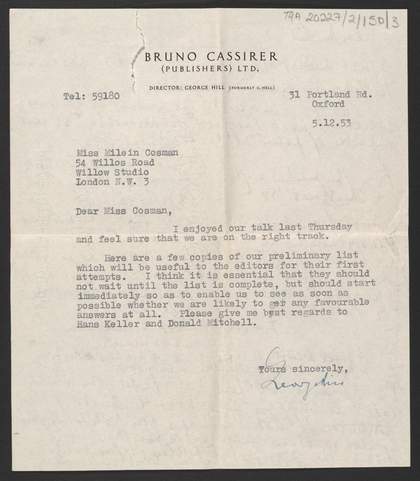 TGA 20227/2/150/3
BRUNO CASSIRER
(PUBLISHERS) LTD.
DIRECTOR: GEORGE HILL (FORMERLY G. HELL)
Tel: 59180
31 Portland Rd.
Oxford
5.12.53
Miss Milein Cosman
54 Willos Road
Willow Studio
London N.W. 3
Dear Miss Cosman,
I enjoyed our talk last Thursday
and feel sure that we are on the right track.
Here are a few copies of our preliminary list
which will be useful to the editors for their first
attempts. I think it is essential that they should
not wait until the list is complete, but should start
immediately so as to enable us to see as soon as
possible whether we are likely to get any favourable
answers at all. Please give me best regards to
Hans Keller and Donald Mitchell.
Yours sincerely,